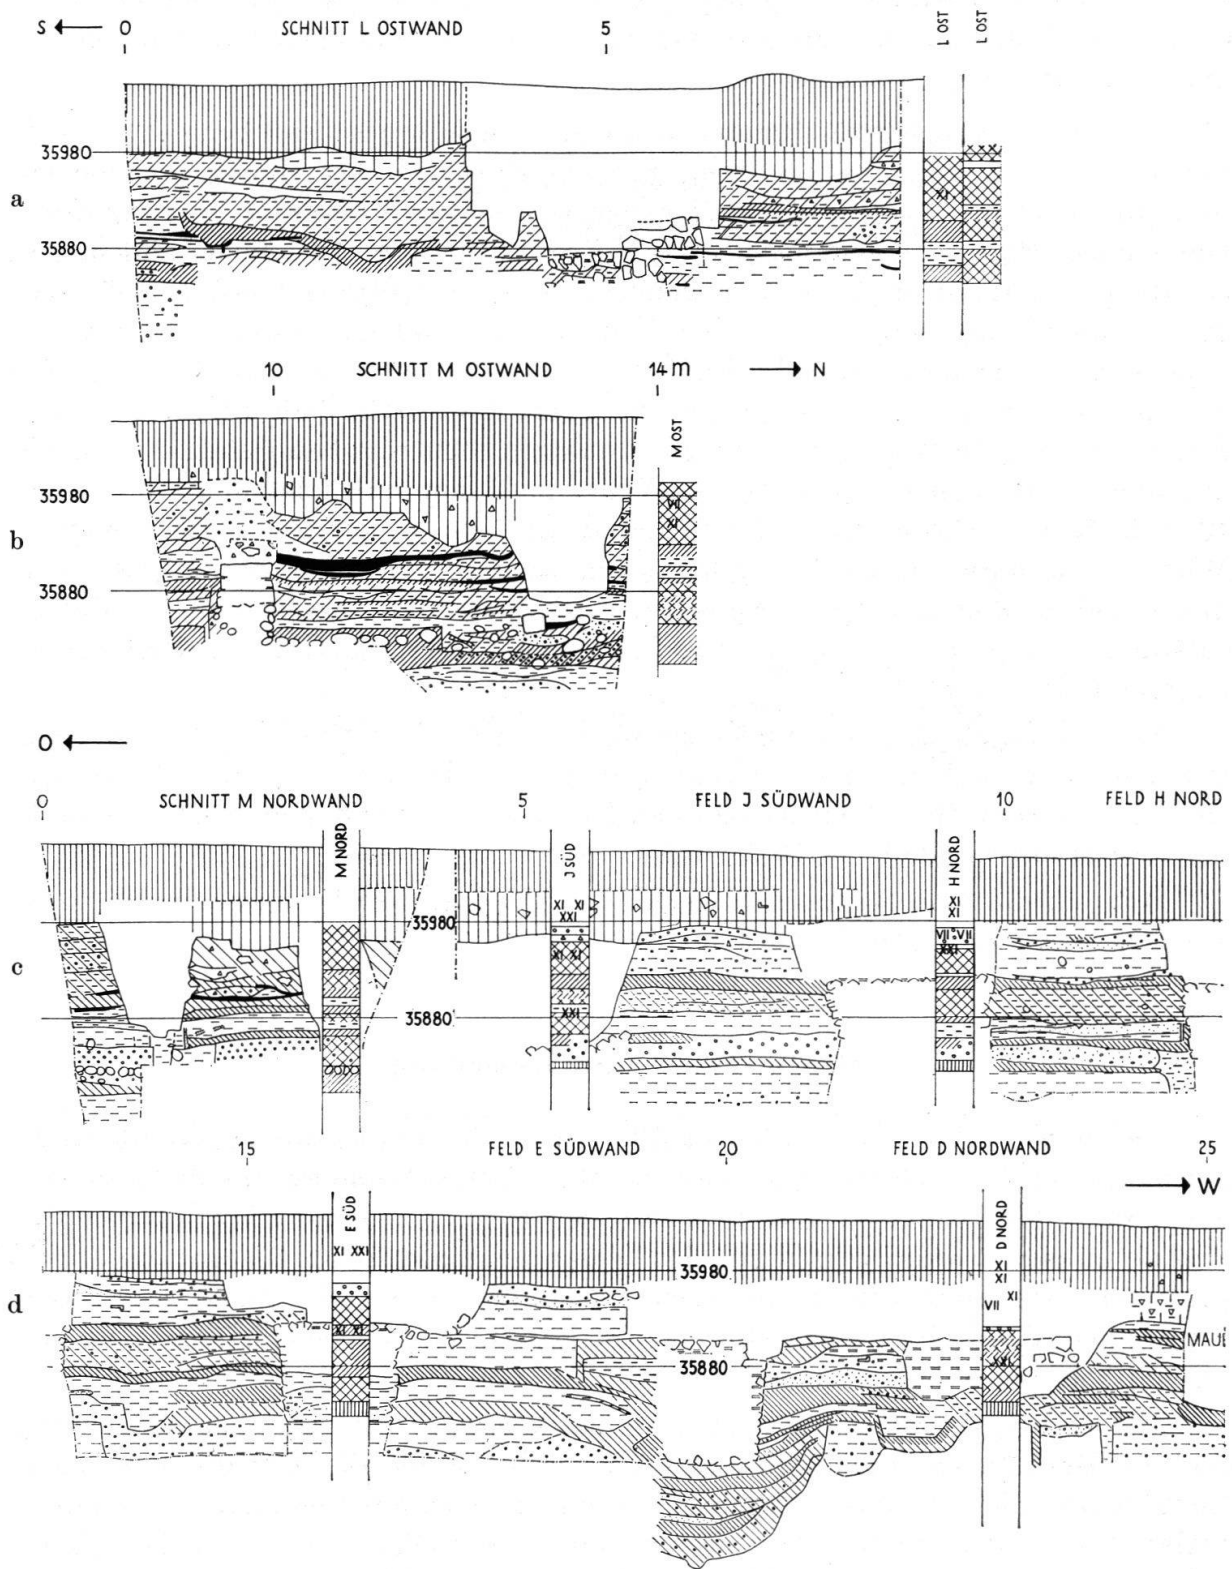 S 0 SCHNITT L OSTWAND 5 L OST L OST
35980
XI
a
35880
10 SCHNITT M OSTWAND 14 m N
M OST
35980
VII
XI
b
35880
O
0 SCHNITT M NORDWAND 5 FELD J SÜDWAND 10 FELD H NORD
M NORD J SÜD H NORD
XI XI XI
XXI XI
35980
VII VII
XI XI XXI
c
XXI
35880
15 FELD E SÜDWAND 20 FELD D NORDWAND 25
W
E SÜD D NORD
XI XXI
35980 XI
XI
XI
VII
d
XI XI
MAUE
35880 XXI